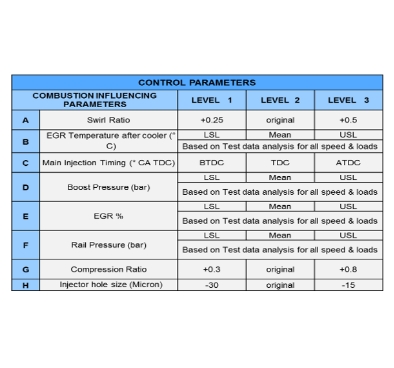 CONTROL PARAMETERS
COMBUSTION INFLUENCING PARAMETERS LEVEL 1 LEVEL 2 LEVEL 3
A Swirl Ratio +0.25 original +0.5
B EGR Temperature after cooler (° C) LSL Mean USL
Based on Test data analysis for all speed & loads
C Main Injection Timing (° CA TDC) BTDC TDC ATDC
D Boost Pressure (bar) LSL Mean USL
Based on Test data analysis for all speed & loads
E EGR % LSL Mean USL
Based on Test data analysis for all speed & loads
F Rail Pressure (bar) LSL Mean USL
Based on Test data analysis for all speed & loads
G Compression Ratio +0.3 original +0.8
H Injector hole size (Micron) -30 original -15